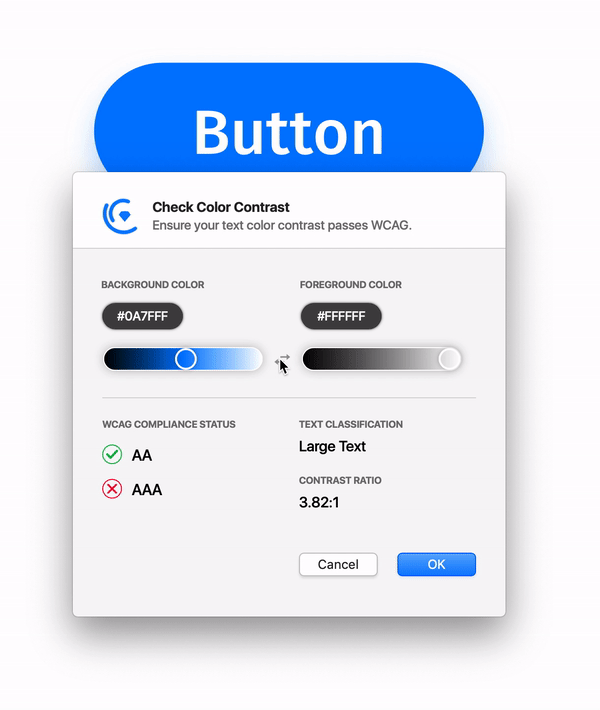 Button
Check Color Contrast
Ensure your text color contrast passes WCAG.
BACKGROUND COLOR
FOREGROUND COLOR
#0A7FFF
#FFFFFF
WCAG COMPLIANCE STATUS
TEXT CLASSIFICATION
AA
Large Text
AAA
CONTRAST RATIO
3.82:1
Cancel
OK